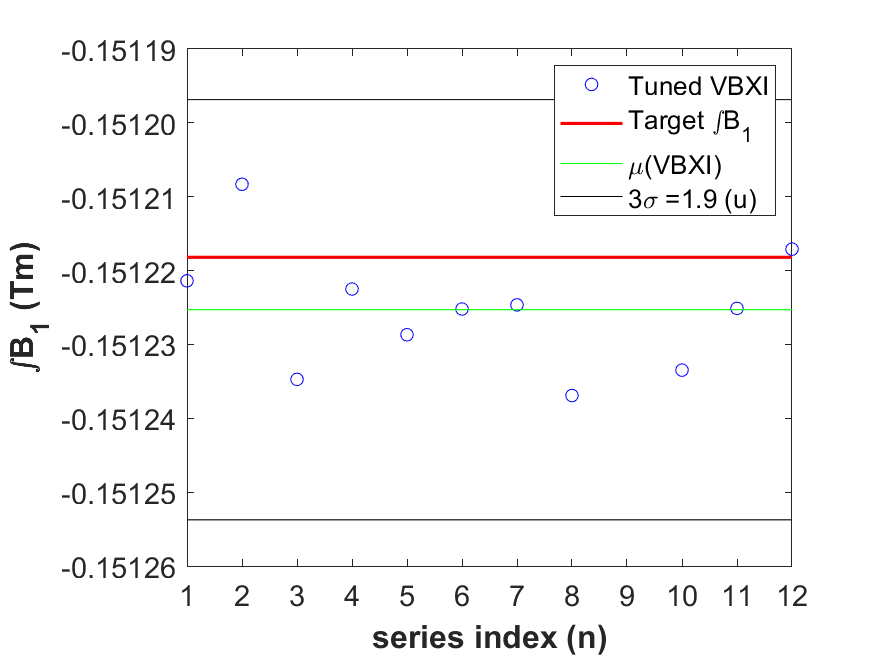 -0.15119
-0.15120
-0.15121
-0.15122
-0.15123
-0.15124
-0.15125
-0.15126
∫B1 (Tm)
Tuned VBXI
Target ∫B1
μ(VBXI)
3σ =1.9 (u)
1 2 3 4 5 6 7 8 9 10 11 12
series index (n)